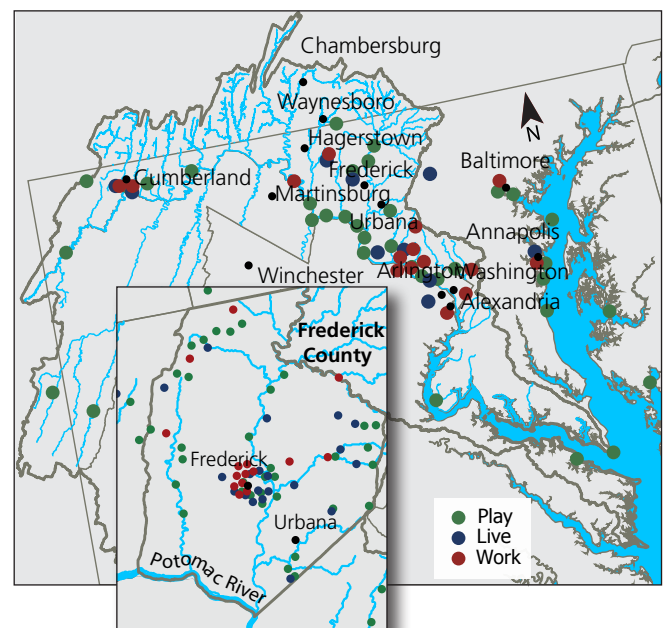 Chambersburg
Waynesboro
Hagerstown
Frederick
Baltimore
Cumberland
Martinsburg
Urbana
Annapolis
Winchester
Arlington
Washington
Alexandria
N
Frederick
County
Frederick
Urbana
Potomac River
Play
Live
Work